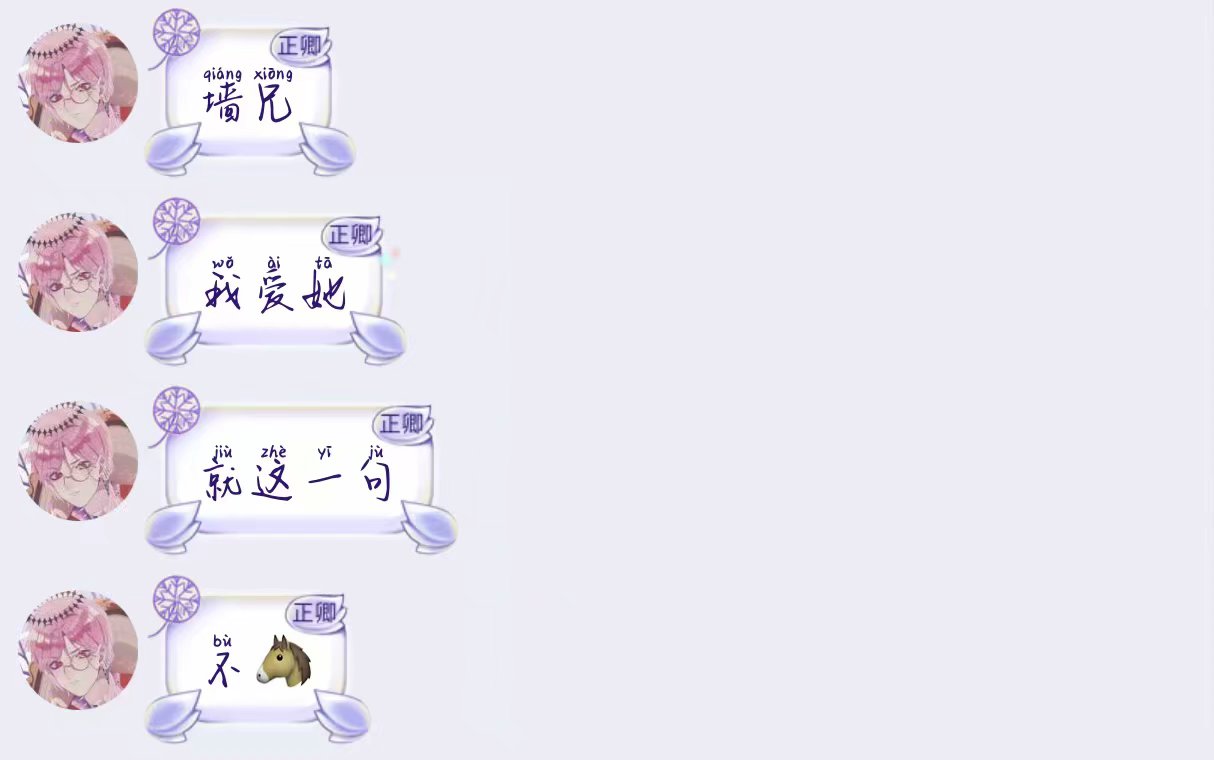 正卿
qiáng xiōng
墙兄
正卿
wǒ ài tā
我爱她
正卿
jiù zhè yī jù
就这一句
正卿
bù
不🐴